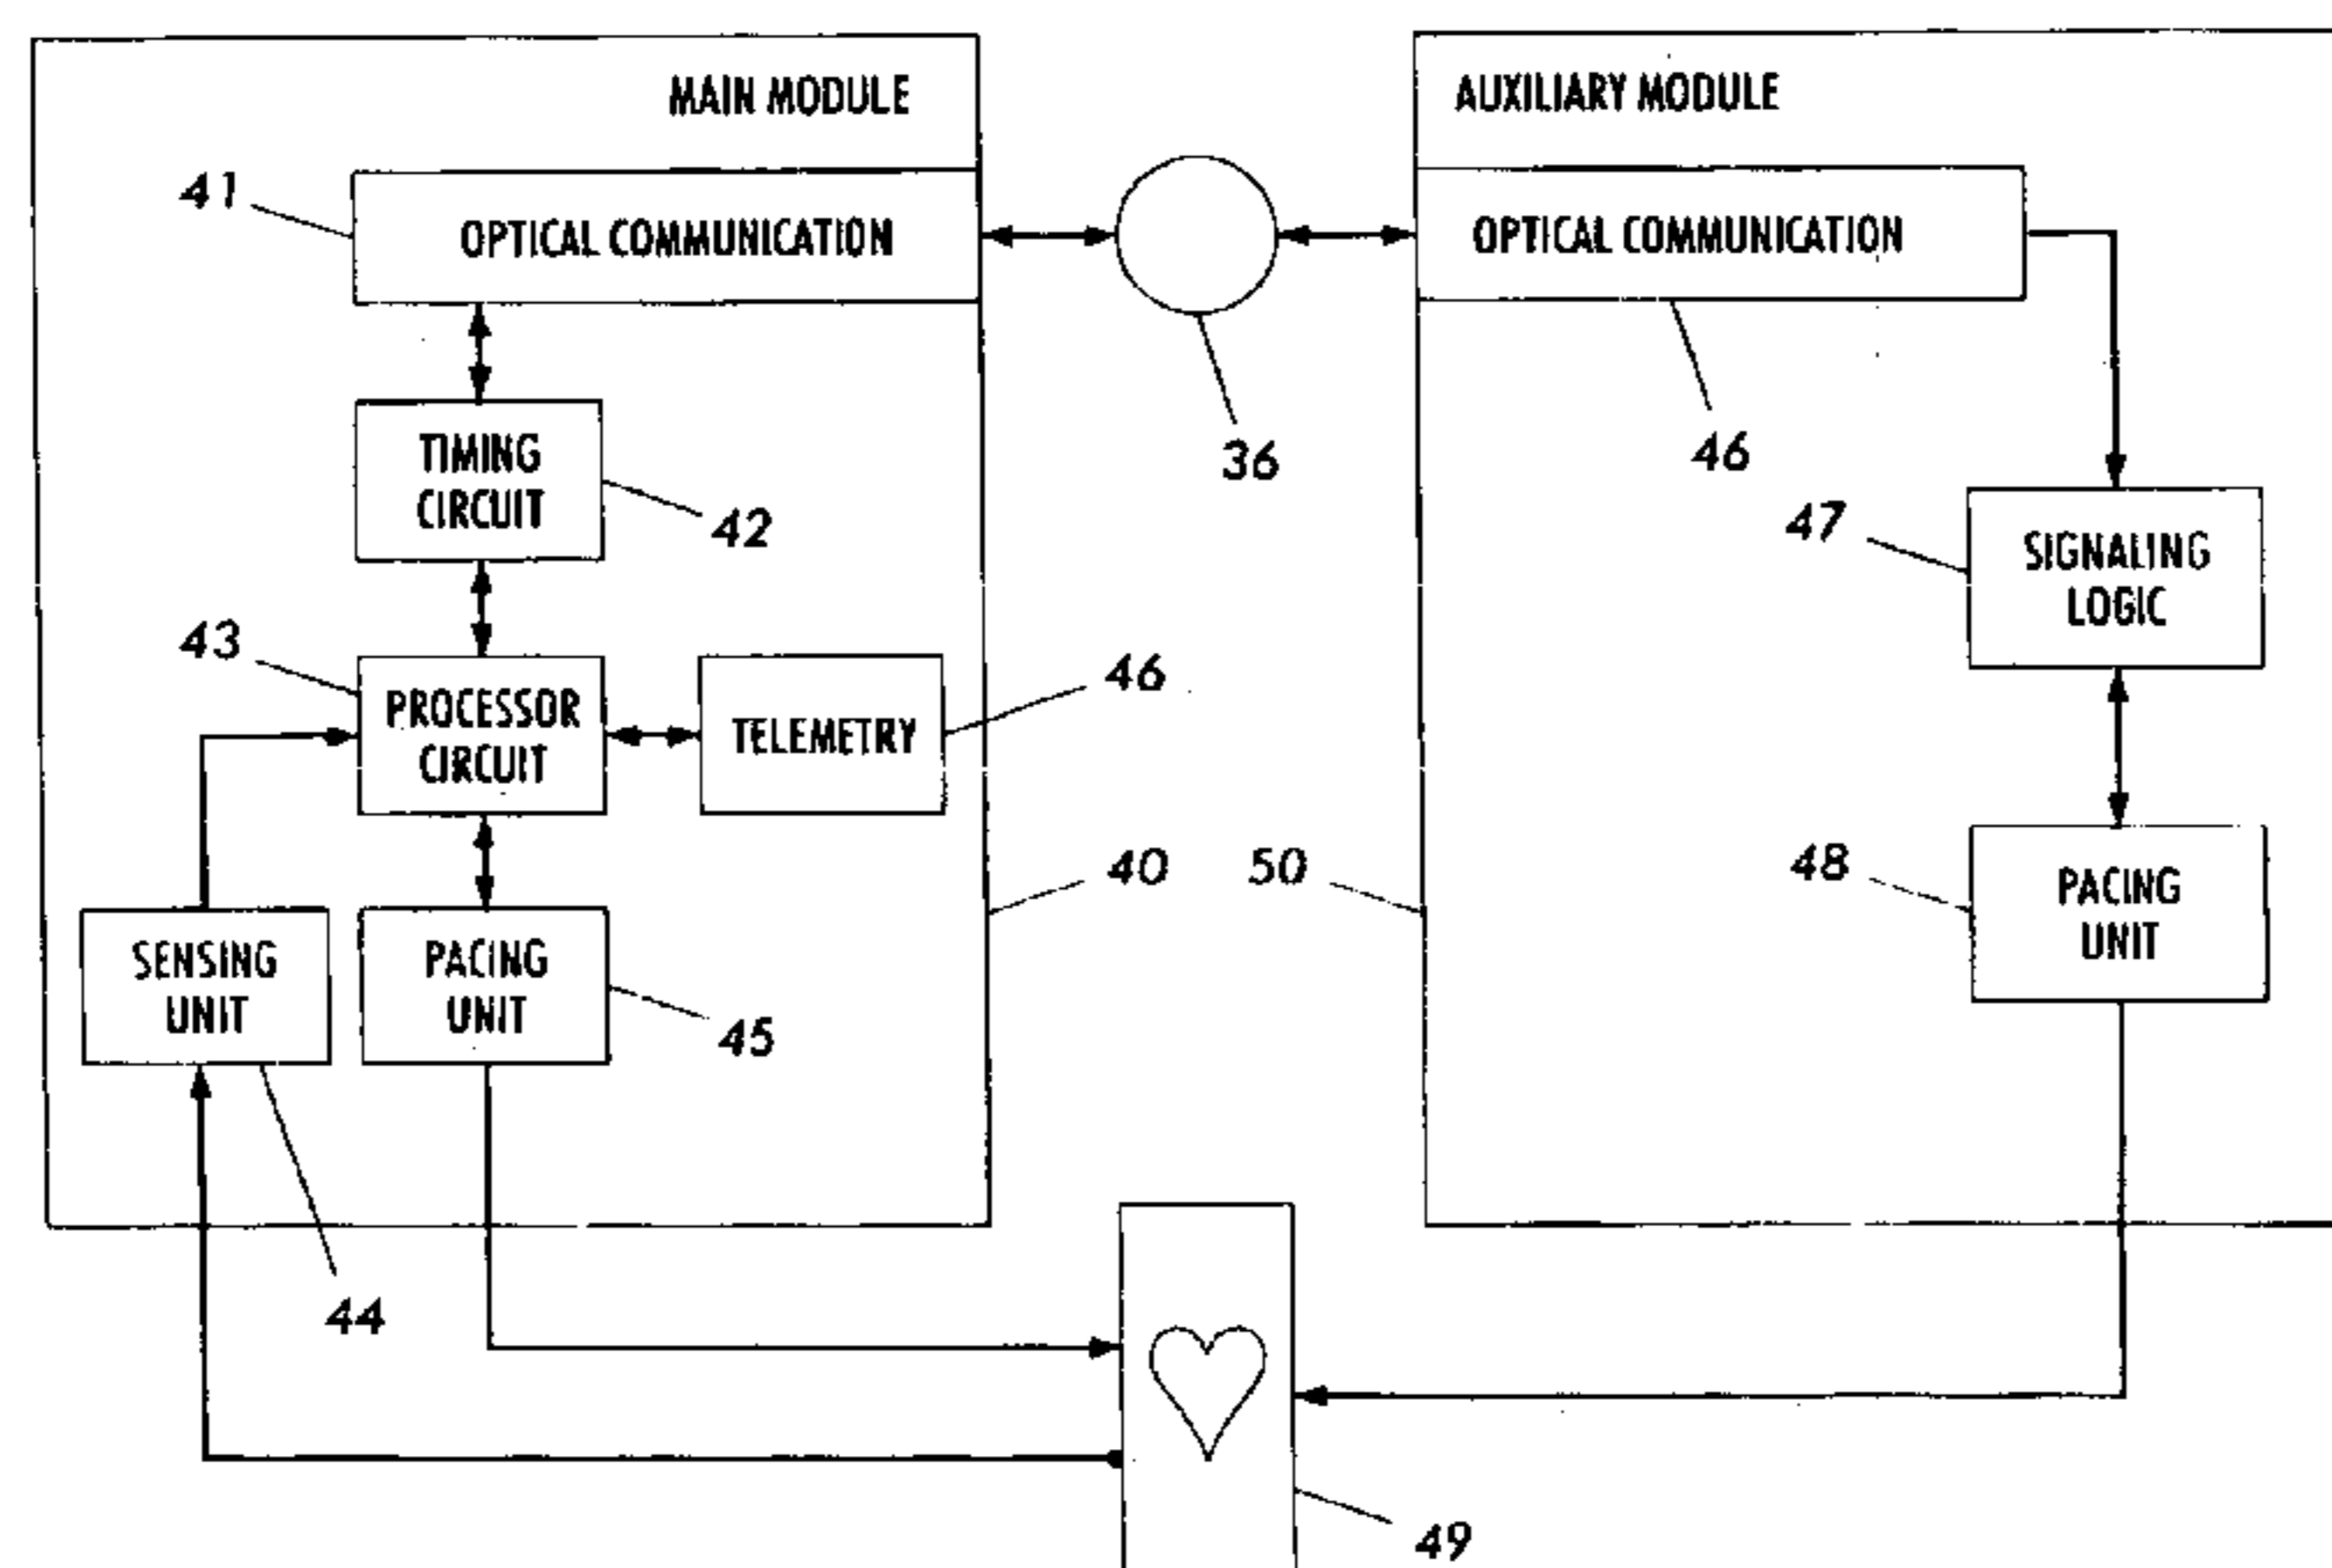 MAIN MODULE
AUXILIARY MODULE
41
OPTICAL COMMUNICATION
OPTICAL COMMUNICATION
36
46
TIMING
CIRCUIT
42
47
SIGNALING
LOGIC
43
PROCESSOR
CIRCUIT
TELEMETRY
46
40
50
48
PACING
UNIT
SENSING
UNIT
PACING
UNIT
45
44
49